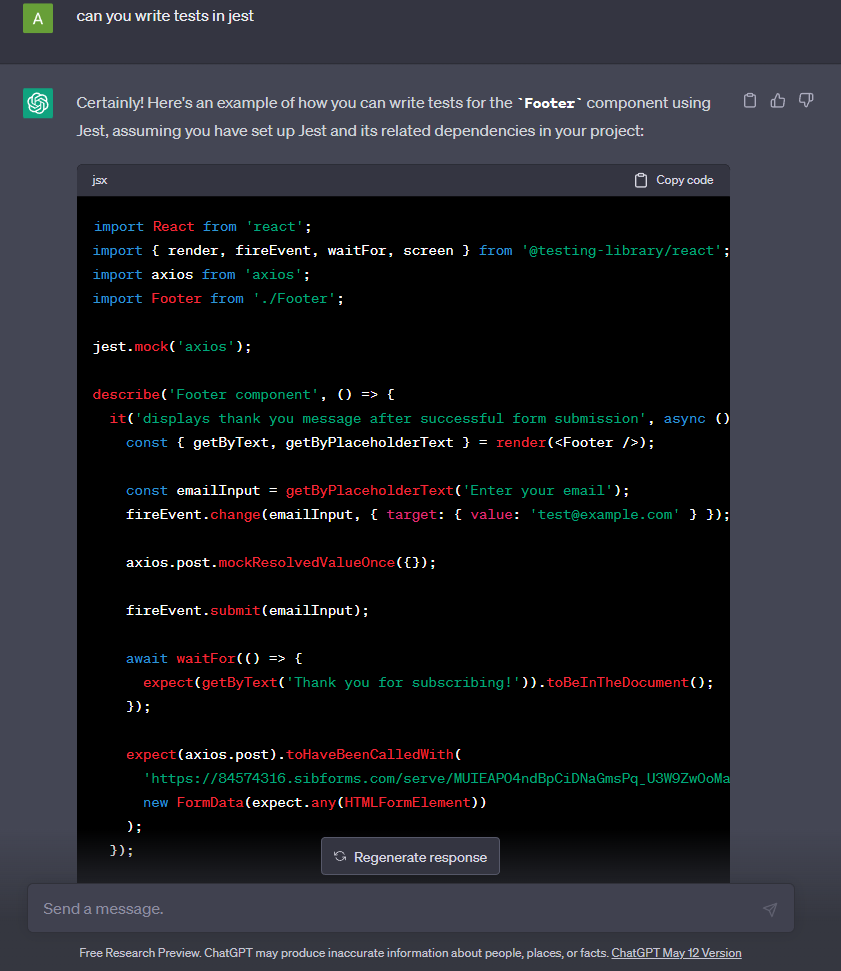 A can you write tests in jest
Certainly! Here's an example of how you can write tests for the `Footer` component using
Jest, assuming you have set up Jest and its related dependencies in your project:
jsx Copy code
import React from 'react';
import { render, fireEvent, waitFor, screen } from '@testing-library/react';
import axios from 'axios';
import Footer from './Footer';
jest.mock('axios');
describe('Footer component', () => {
it('displays thank you message after successful form submission', async ()
const { getByText, getByPlaceholderText } = render(<Footer />);
const emailInput = getByPlaceholderText('Enter your email');
fireEvent.change(emailInput, { target: { value: 'test@example.com' } });
axios.post.mockResolvedValueOnce({});
fireEvent.submit(emailInput);
await waitFor(() => {
expect(getByText('Thank you for subscribing!')).toBeInTheDocument();
});
expect(axios.post).toHaveBeenCalledWith(
'https://84574316.sibforms.com/serve/MUIEAPO4ndBpCiDNaGmsPq_U3W9ZwOoMa
new FormData(expect.any(HTMLFormElement))
);
});
Regenerate response
Send a message.
Free Research Preview. ChatGPT may produce inaccurate information about people, places, or facts. ChatGPT May 12 Version